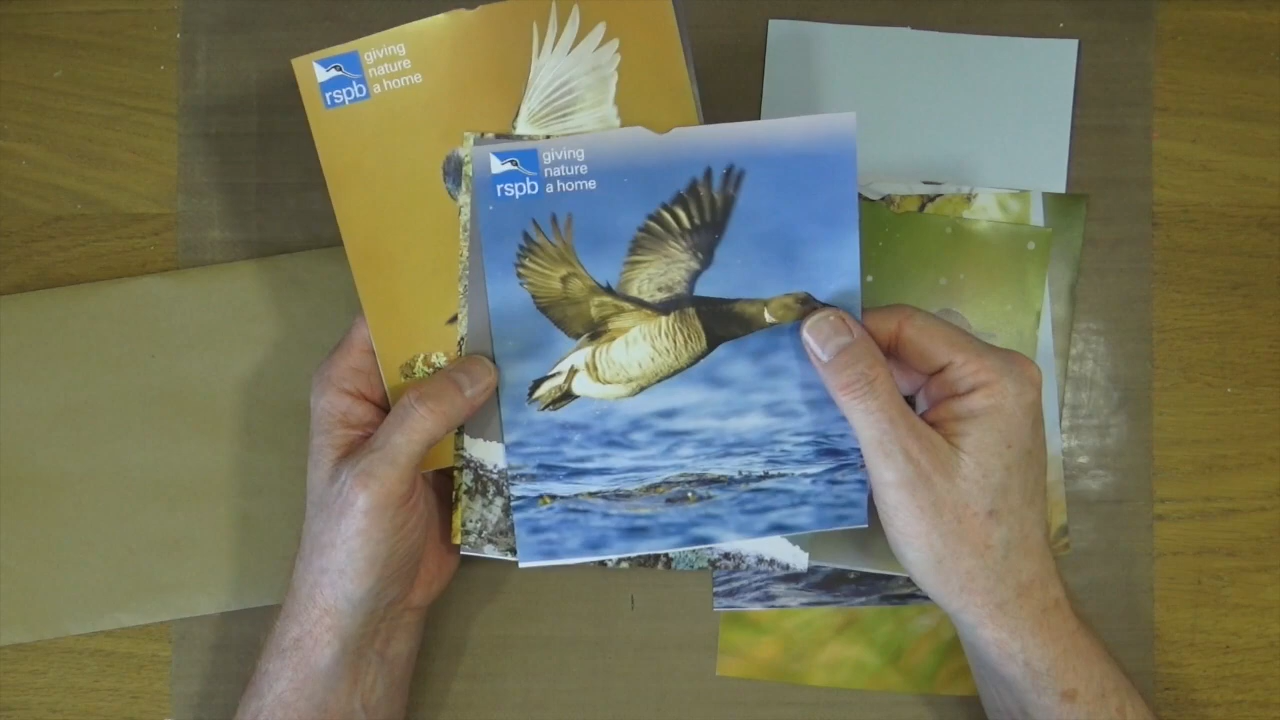 giving
nature
a home
rspb
giving
nature
a home
rspb